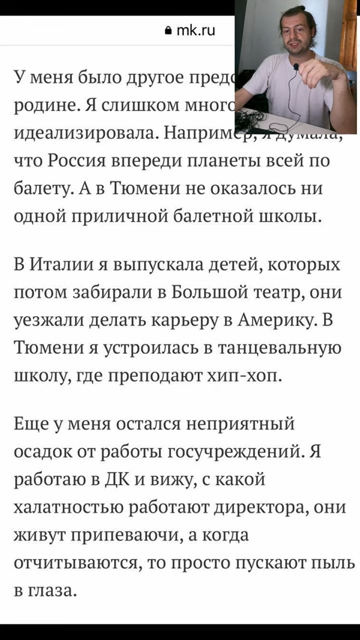 mk.ru
У меня было другое предс
родине. Я слишком много
идеализировала. Например, я думала,
что Россия впереди планеты всей по
балету. А в Тюмени не оказалось ни
одной приличной балетной школы.
В Италии я выпускала детей, которых
потом забирали в Большой театр, они
уезжали делать карьеру в Америку. В
Тюмени я устроилась в танцевальную
школу, где преподают хип-хоп.
Еще у меня остался неприятный
осадок от работы госучреждений. Я
работаю в ДК и вижу, с какой
халатностью работают директора, они
живут припеваючи, а когда
отчитываются, то просто пускают пыль
в глаза.